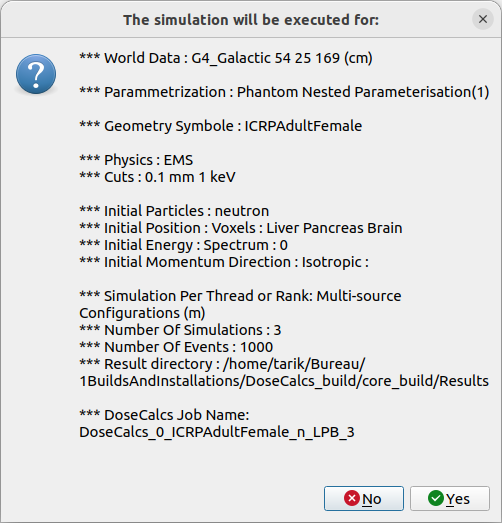 The simulation will be executed for:
*** World Data : G4_Galactic 54 25 169 (cm)
*** Parammetrization : Phantom Nested Parameterisation(1)
*** Geometry Symbole : ICRPAdultFemale
*** Physics : EMS
*** Cuts : 0.1 mm 1 keV
*** Initial Particles : neutron
*** Initial Position : Voxels : Liver Pancreas Brain
*** Initial Energy : Spectrum : 0
*** Initial Momentum Direction : Isotropic :
*** Simulation Per Thread or Rank: Multi-source
Configurations (m)
*** Number Of Simulations : 3
*** Number Of Events : 1000
*** Result directory : /home/tarik/Bureau/
1BuildsAndInstallations/DoseCalcs_build/core_build/Results
*** DoseCalcs Job Name:
DoseCalcs_0_ICRPAdultFemale_n_LPB_3
No Yes